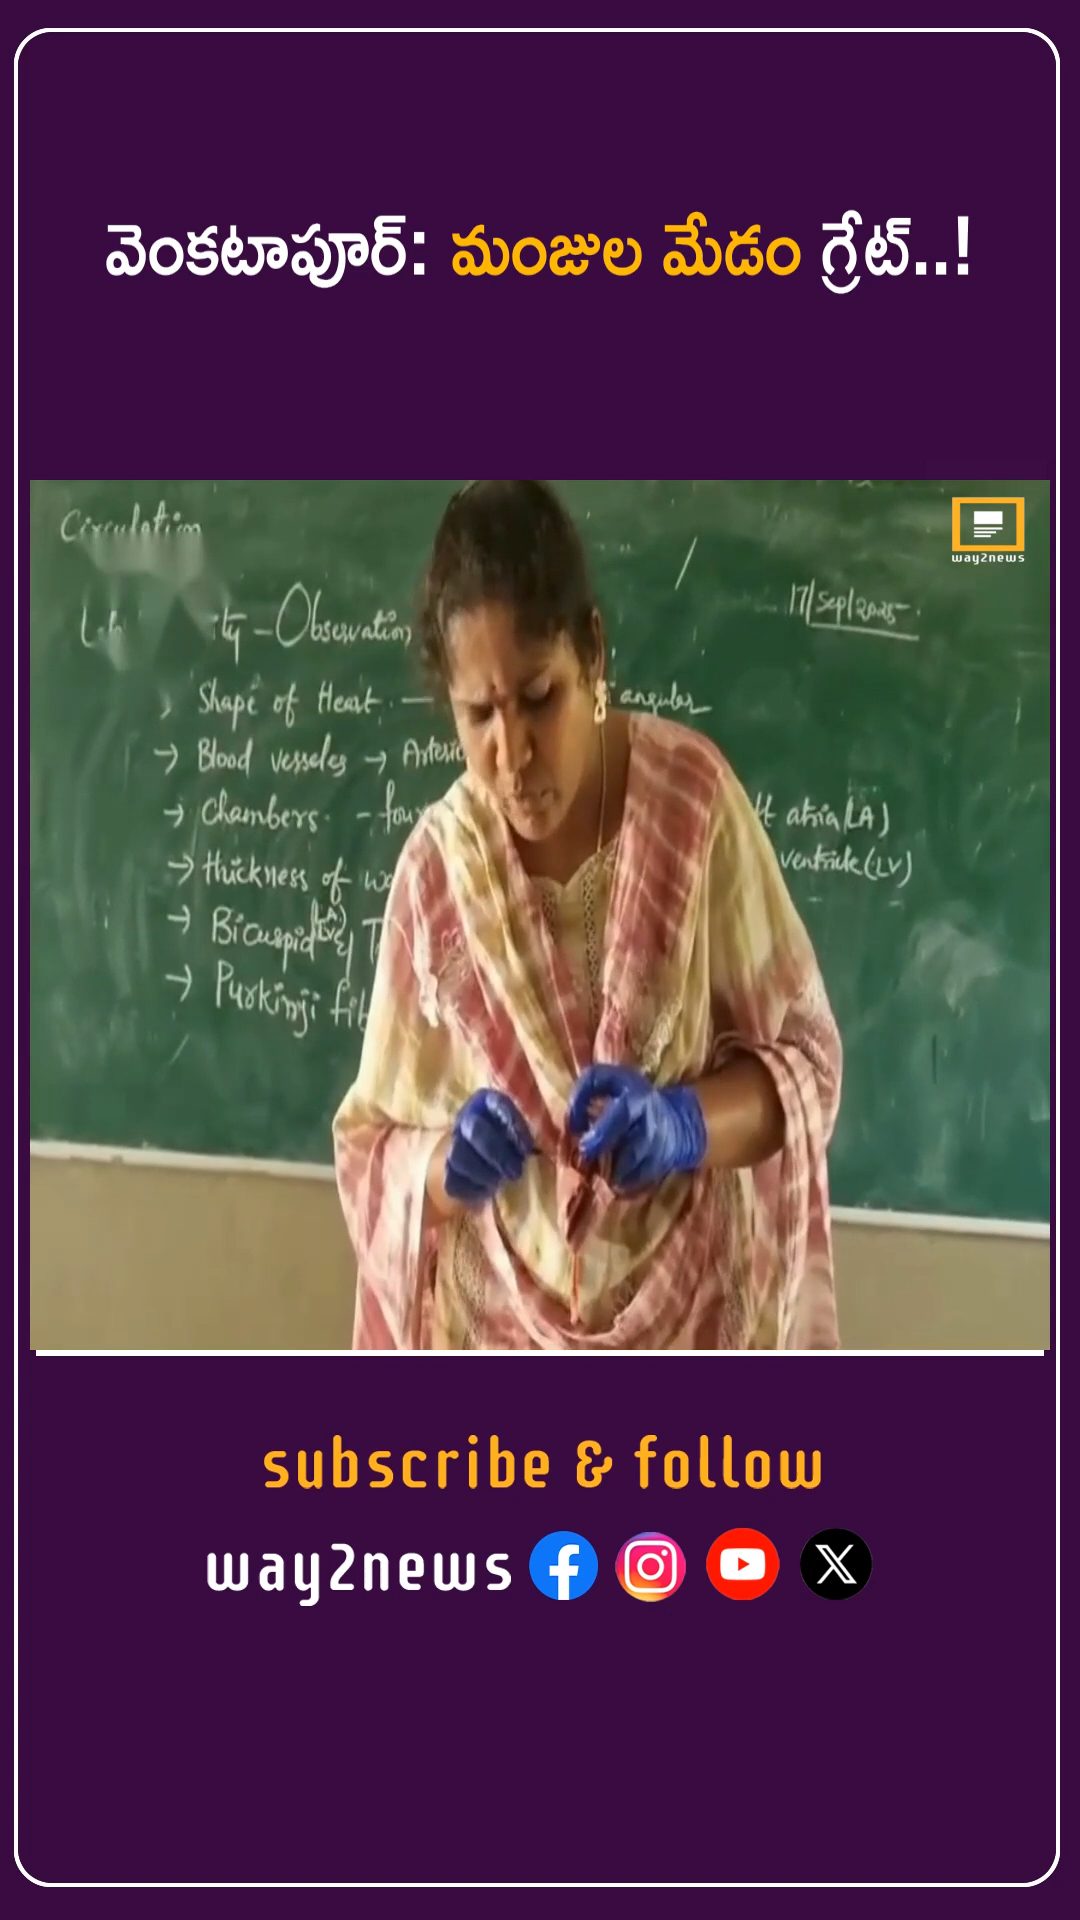 వెంకటాపూర్: మంజుల మేడం గ్రేట్..!
way2news
Circulation
17/Sep/2025
Observation
Shape of Heart — angular
→ Blood vesseles →
→ Chambers -
ventricle (LV)
atria (LA)
→ thickness of
→ Bicuspid
→ Purkinji
subscribe & follow
way2news